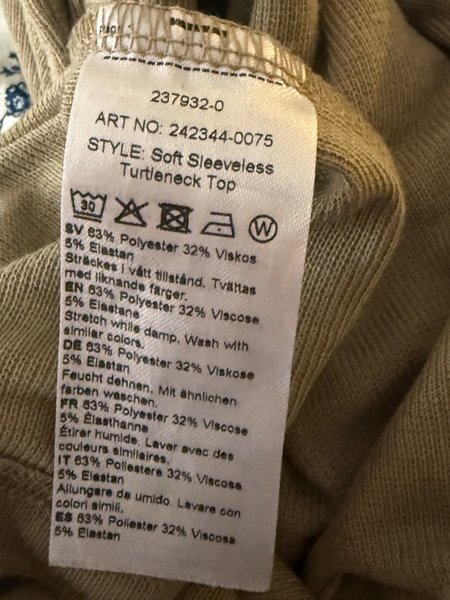 237932-0
ART NO: 242344-0075
STYLE: Soft Sleeveless
Turtleneck Top
30 W
SV 63% Polyester 32% Viskos
5% Elastan
Sträckes i vått tillstånd. Tvättas
med liknande färger.
EN 63% Polyester 32% Viscose
5% Elastane
Stretch while damp. Wash with
similar colors.
DE 63% Polyester 32% Viskose
5% Elastan
Feucht dehnen. Mit ähnlichen
farben waschen.
FR 63% Polyester 32% Viscose
5% Élasthanne
Étirer humide. Laver avec des
couleurs similaires.
IT 63% Poliestere 32% Viscosa
5% Elastan
Allungare da umido. Lavare con
colori simili.
ES 63% Poliester 32% Viscosa
5% Elastan